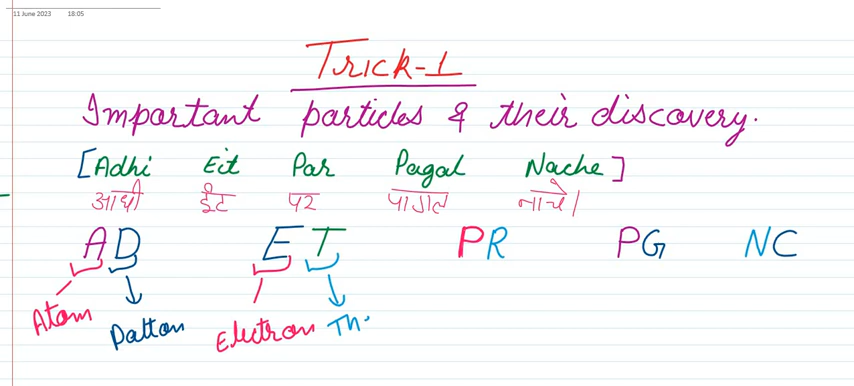 11 June 2023 18:05
Trick-1
Important particles & their discovery.
[Adhi Eit Par Pagal Nache]
आधी ईंट पर पागल नाचे।
AD ET PR PG NC
Atom Dalton Electron Th.